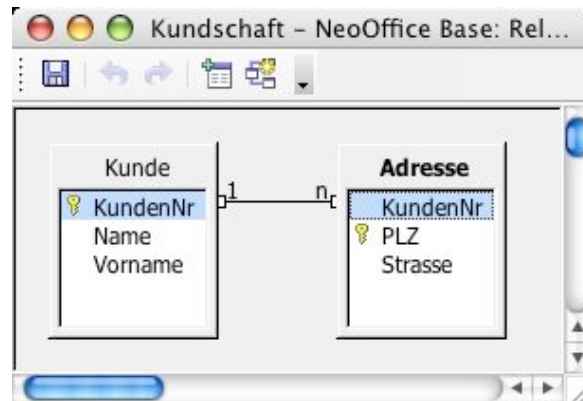 Kundschaft – NeoOffice Base: Rel...
Kunde
KundenNr
Name
Vorname
1
n
Adresse
KundenNr
PLZ
Strasse